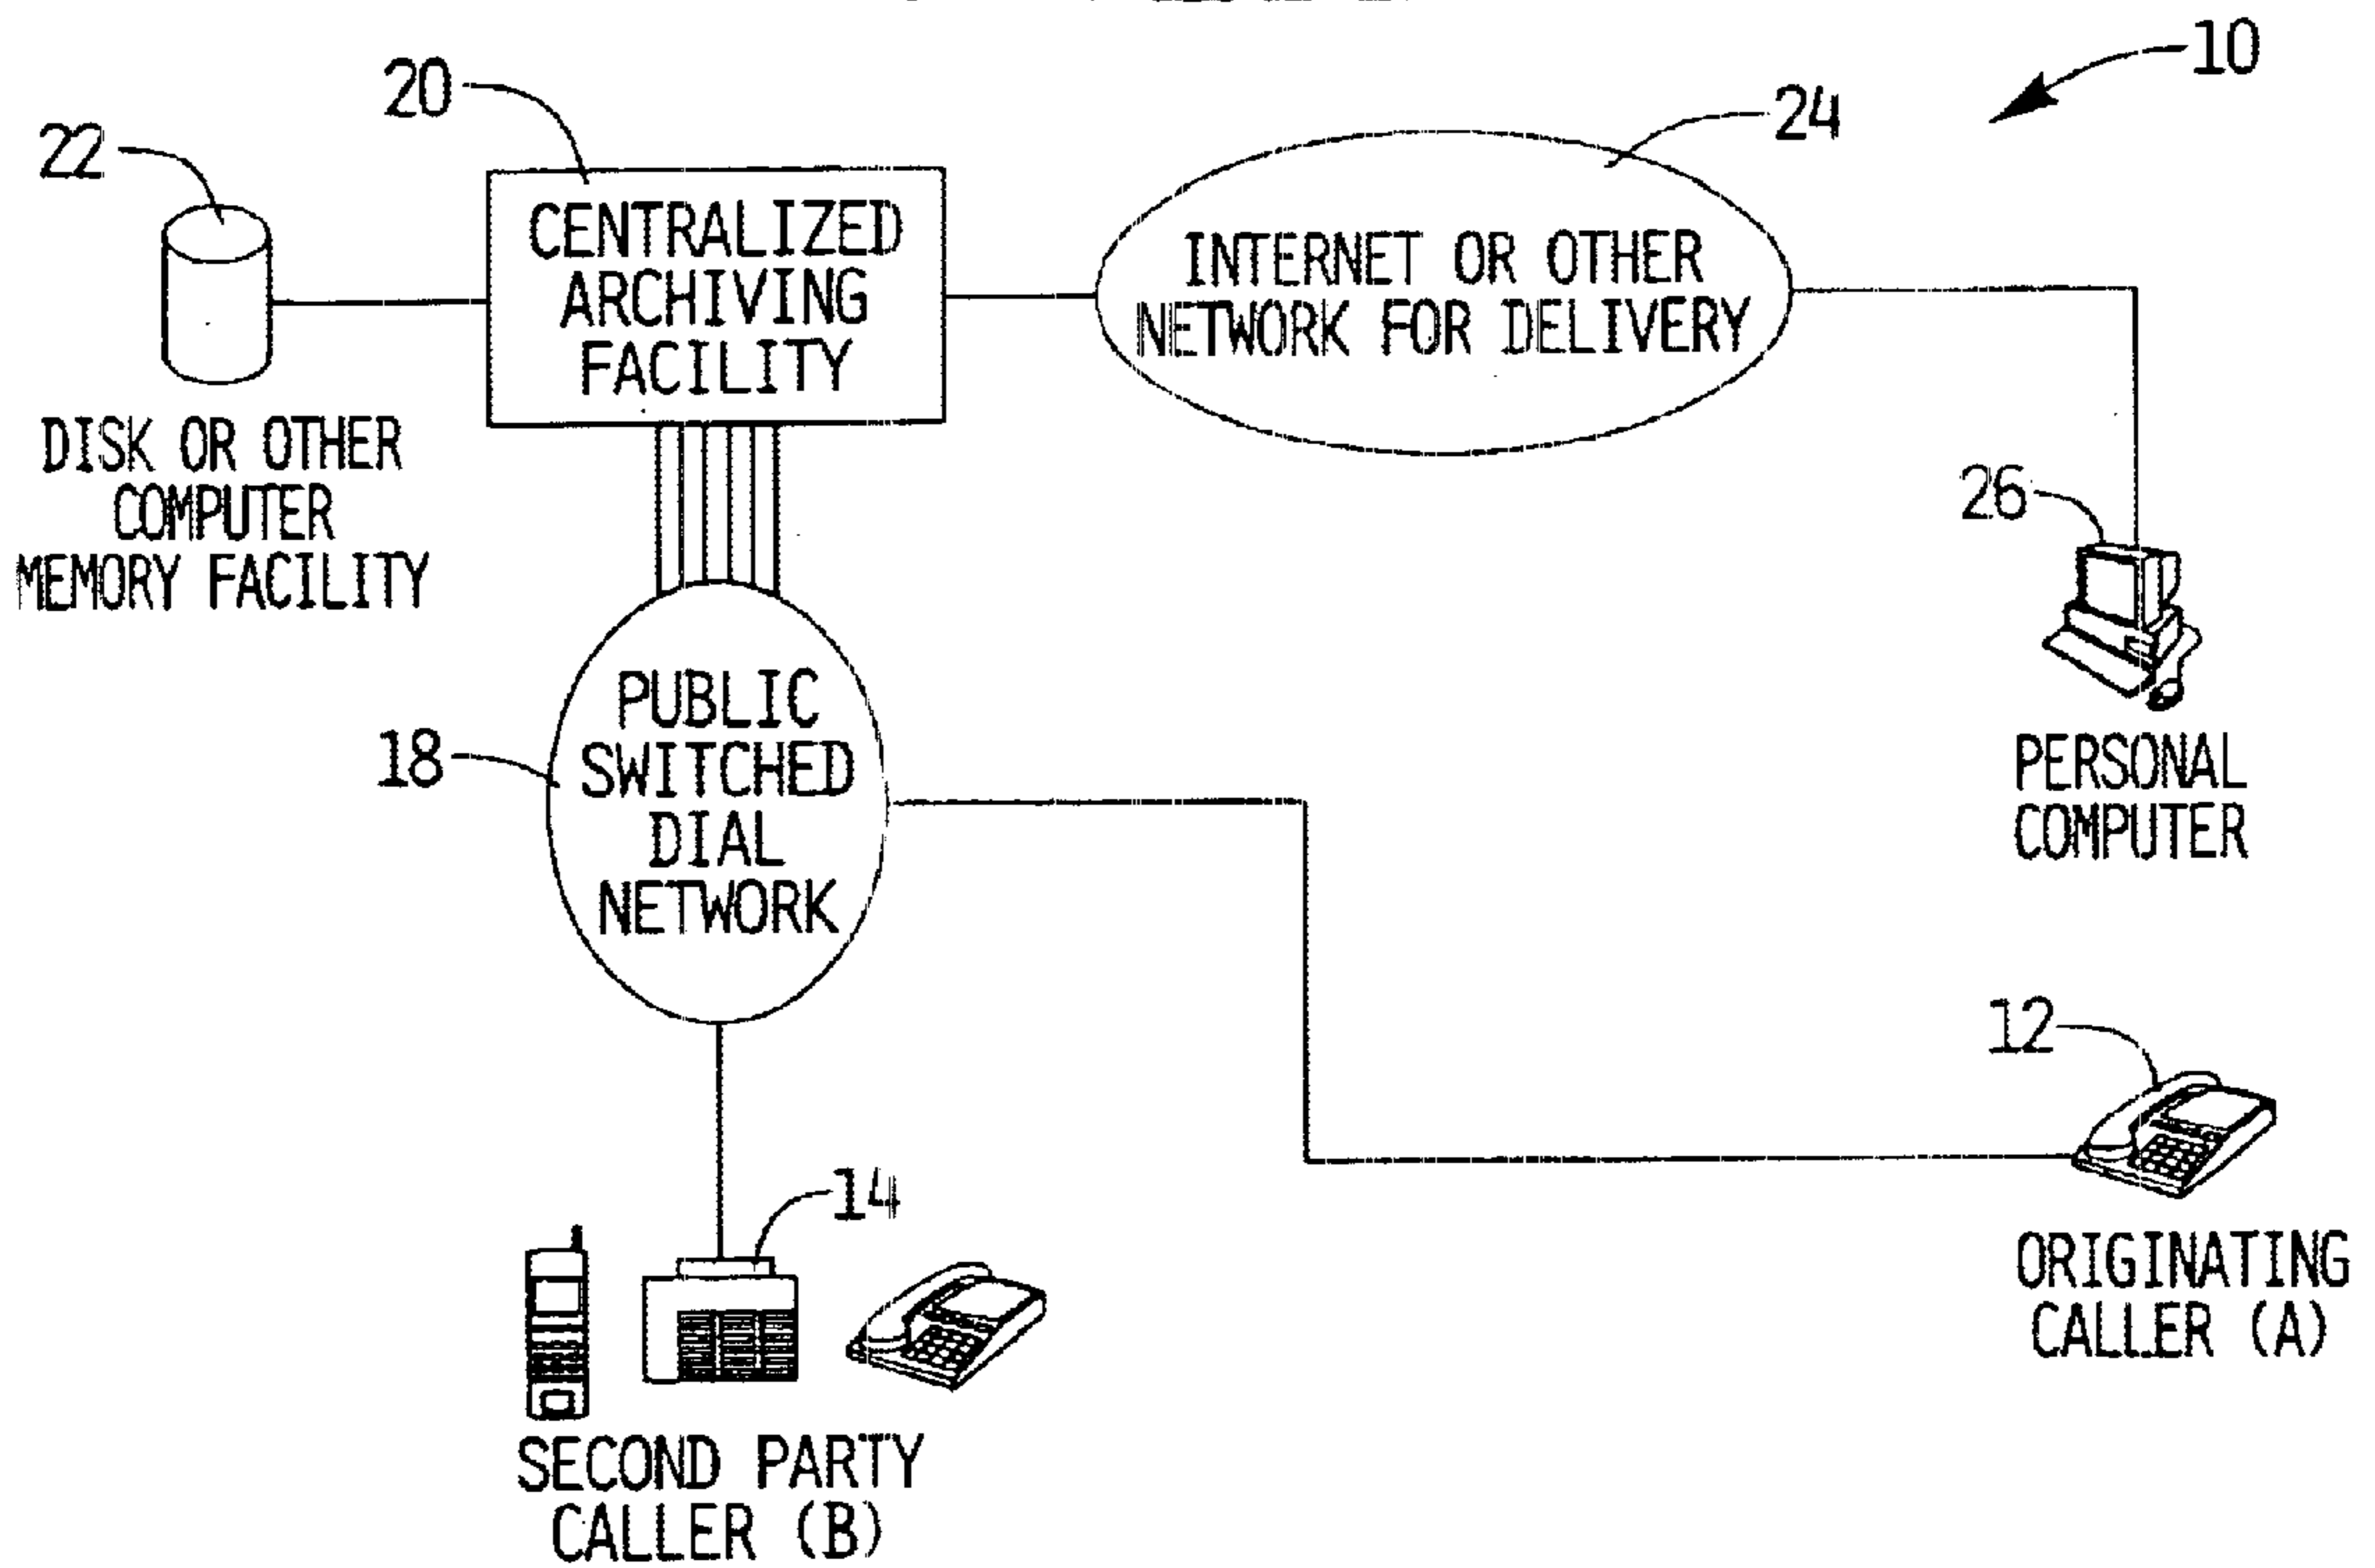 10
20
24
22
CENTRALIZED
ARCHIVING
FACILITY
INTERNET OR OTHER
NETWORK FOR DELIVERY
DISK OR OTHER
COMPUTER
MEMORY FACILITY
26
PUBLIC
SWITCHED
DIAL
NETWORK
18
PERSONAL
COMPUTER
12
14
ORIGINATING
CALLER (A)
SECOND PARTY
CALLER (B)